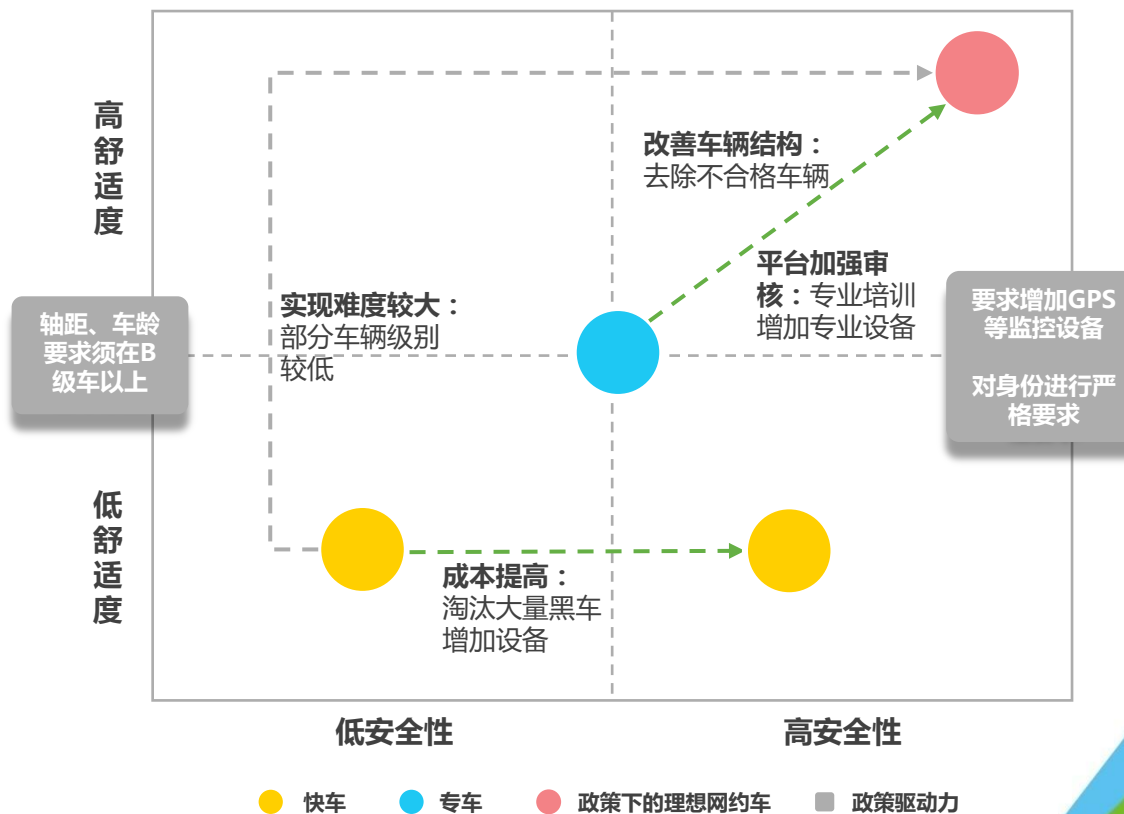 高舒适度
改善车辆结构：
去除不合格车辆
平台加强审
核：专业培训
增加专业设备
实现难度较大：
部分车辆级别
较低
轴距、车龄
要求须在B
级车以上
要求增加GPS
等监控设备
对身份进行严
格要求
低舒适度
成本提高：
淘汰大量黑车
增加设备
低安全性
高安全性
快车
专车
政策下的理想网约车
政策驱动力